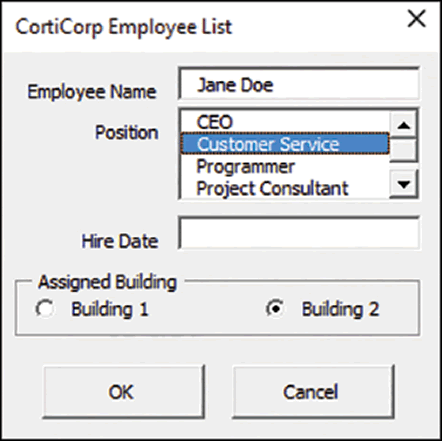 CortiCorp Employee List
Employee Name Jane Doe
Position
CEO
Customer Service
Programmer
Project Consultant
Hire Date
Assigned Building
Building 1 Building 2
OK Cancel